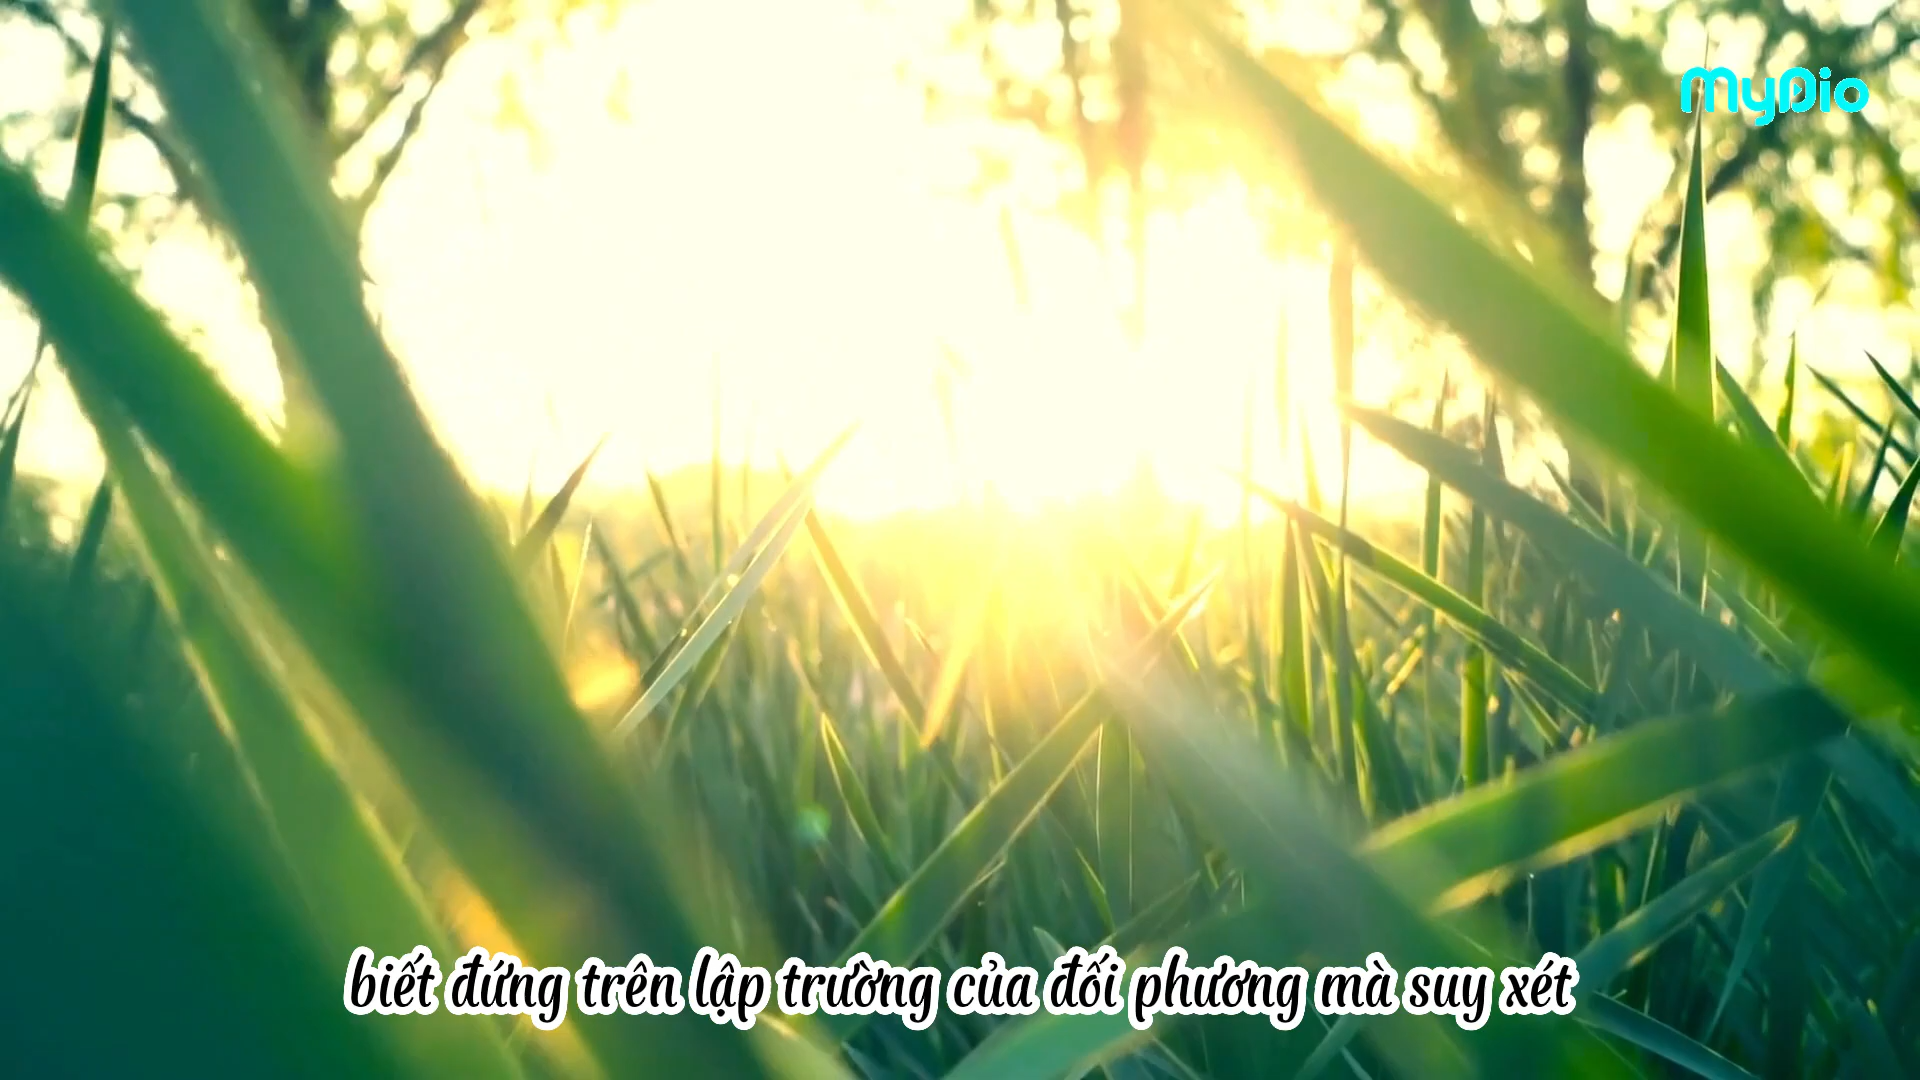 MyDio
biết đứng trên lập trường của đối phương mà suy xét